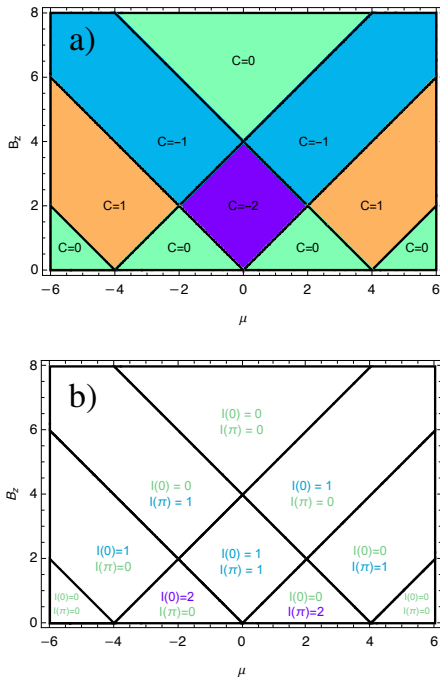 8
a)
C=0
6
B_z
4
C=−1
C=−1
2
C=1
C=−2
C=1
C=0
C=0
C=0
C=0
0
−6 −4 −2 0 2 4 6
μ
8
b)
I(0) = 0
I(π) = 0
6
B_z
I(0) = 0
I(π) = 1
I(0) = 1
I(π) = 0
4
I(0)=1
I(π)=0
I(0) = 1
I(π) = 1
I(0)=0
I(π)=1
2
I(0)=0
I(π)=0
I(0)=2
I(π)=0
I(0)=0
I(π)=2
I(0)=0
I(π)=0
0
−6 −4 −2 0 2 4 6
μ